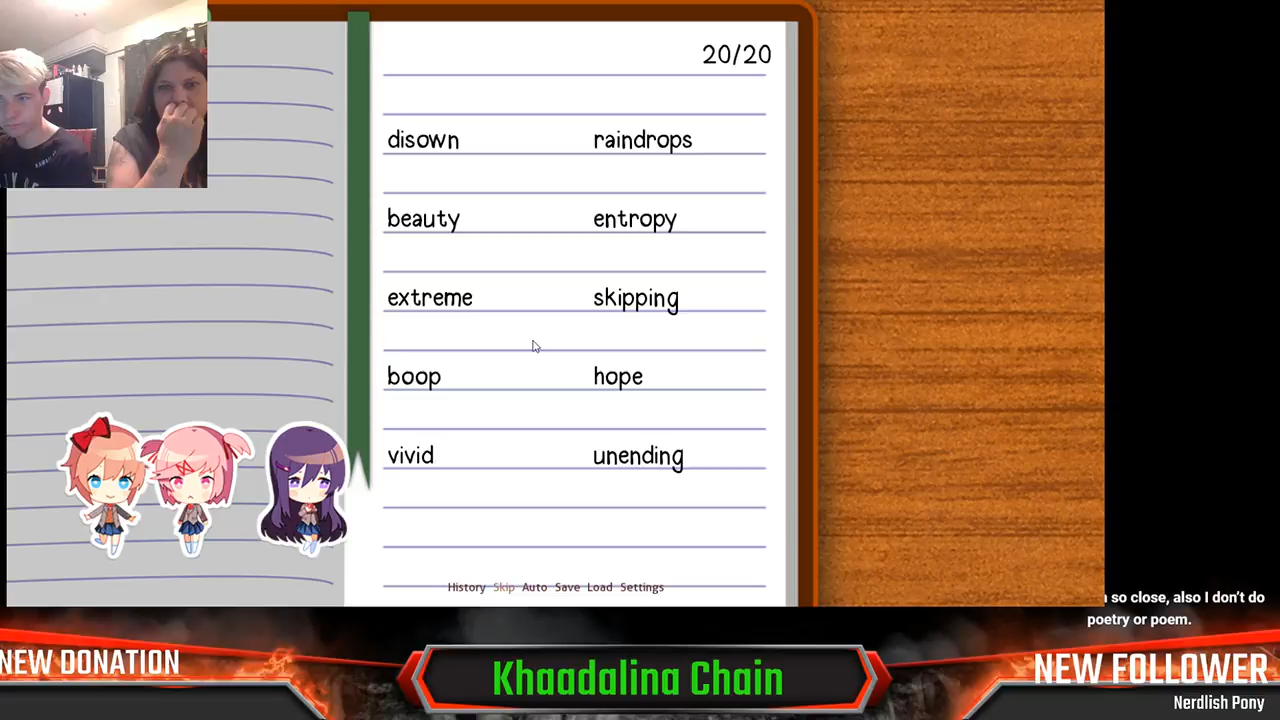 20/20
disown raindrops
beauty entropy
extreme skipping
boop hope
vivid unending
History Skip Auto Save Load Settings
so close, also I don't do
poetry or poem.
NEW DONATION
Khaadalina Chain
NEW FOLLOWER
Nerdlish Pony